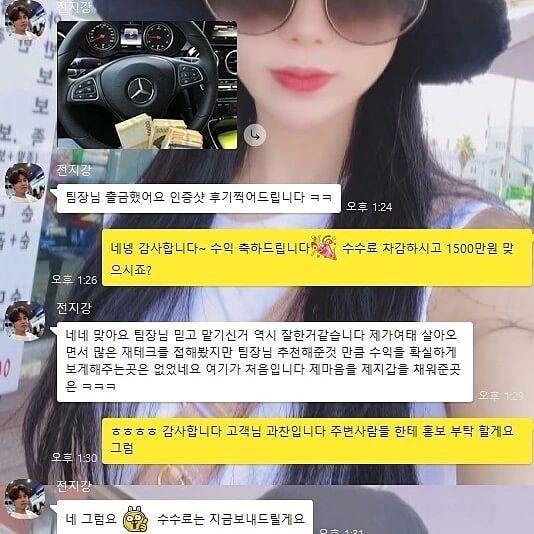 전지강
전지강
팀장님 출금했어요 인증샷 후기찍어드립니다 ㅋㅋ
오후 1:24
네넹 감사합니다~ 수익 축하드립니다 수수료 차감하시고 1500만원 맞
으시죠?
오후 1:26
전지강
네네 맞아요 팀장님 믿고 맡기신거 역시 잘한거같습니다 제가여태 살아오
면서 많은 재테크를 접해봤지만 팀장님 추천해준것 만큼 수익을 확실하게
보게해주는곳은 없었네요 여기가 처음입니다 제마음을 제지갑을 채워준곳
은 ㅋㅋㅋ
오후 1:29
ㅎㅎㅎㅎ 감사합니다 고객님 과찬입니다 주변사람들 한테 홍보 부탁 할게요
그럼
오후 1:30
전지강
네 그럼요 수수료는 지금보내드릴게요
오후 1:31